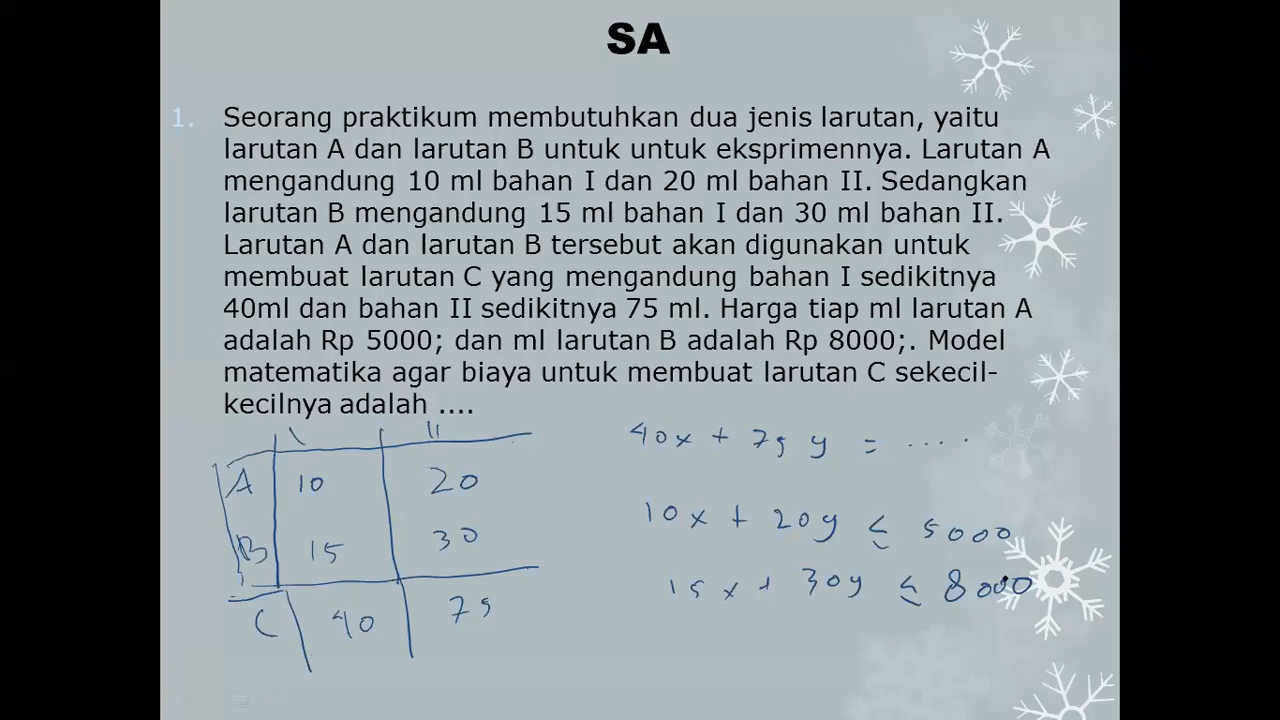 SA
1. Seorang praktikum membutuhkan dua jenis larutan, yaitu
larutan A dan larutan B untuk untuk eksprimennya. Larutan A
mengandung 10 ml bahan I dan 20 ml bahan II. Sedangkan
larutan B mengandung 15 ml bahan I dan 30 ml bahan II.
Larutan A dan larutan B tersebut akan digunakan untuk
membuat larutan C yang mengandung bahan I sedikitnya
40ml dan bahan II sedikitnya 75 ml. Harga tiap ml larutan A
adalah Rp 5000; dan ml larutan B adalah Rp 8000;. Model
matematika agar biaya untuk membuat larutan C sekecil-
kecilnya adalah ....
I II
A 10 20
B 15 30
C 40 75
40x + 75y = .....
10x + 20y ≤ 5000
15x + 30y ≤ 8000